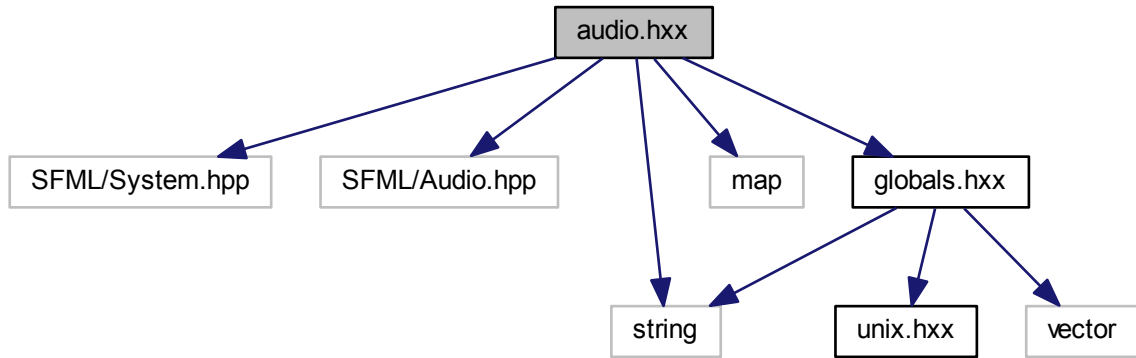 audio.hxx
SFML/System.hpp
SFML/Audio.hpp
map
globals.hxx
string
unix.hxx
vector